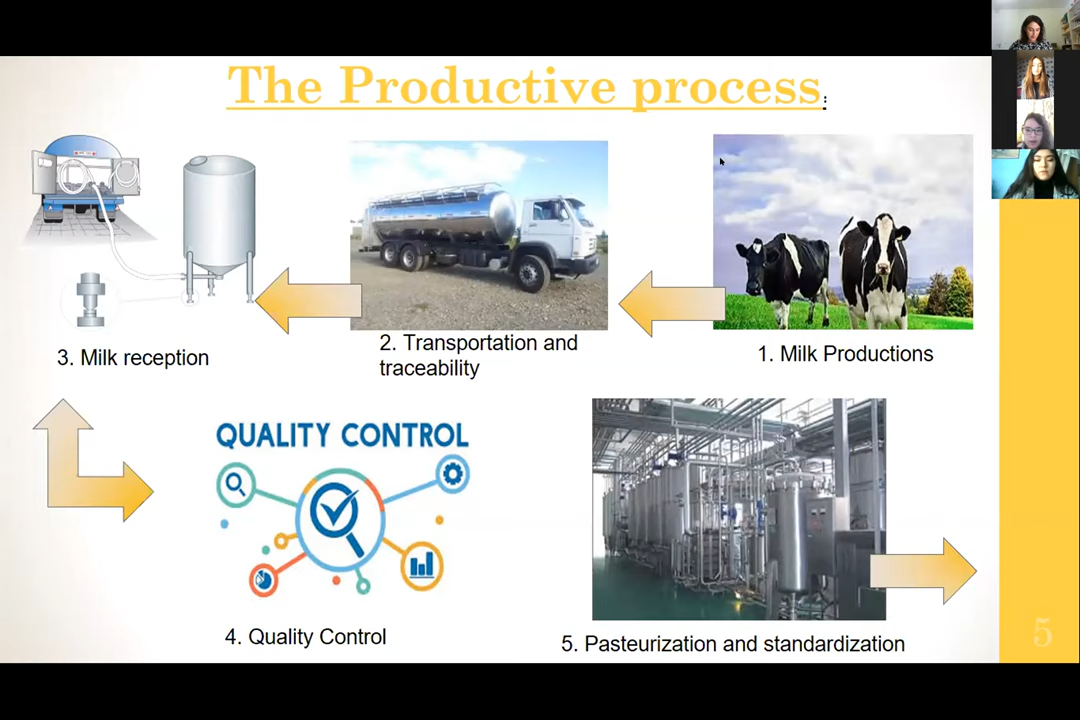 The Productive process:
3. Milk reception
2. Transportation and
traceability
1. Milk Productions
QUALITY CONTROL
4. Quality Control
5. Pasteurization and standardization
5